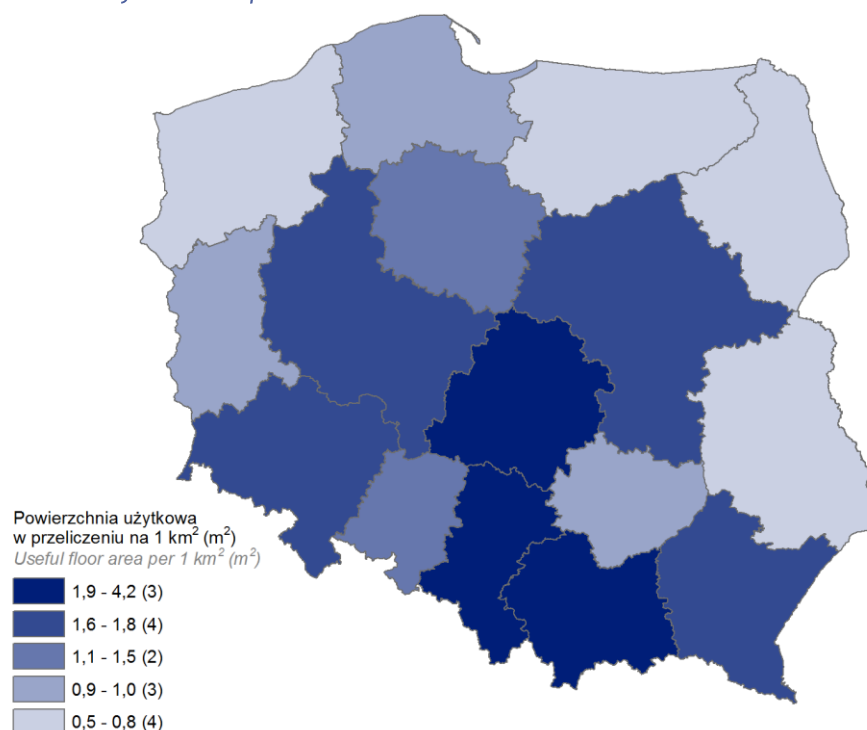 Powierzchnia użytkowa
w przeliczeniu na 1 km² (m²)
Useful floor area per 1 km² (m²)
1,9 - 4,2 (3)
1,6 - 1,8 (4)
1,1 - 1,5 (2)
0,9 - 1,0 (3)
0,5 - 0,8 (4)